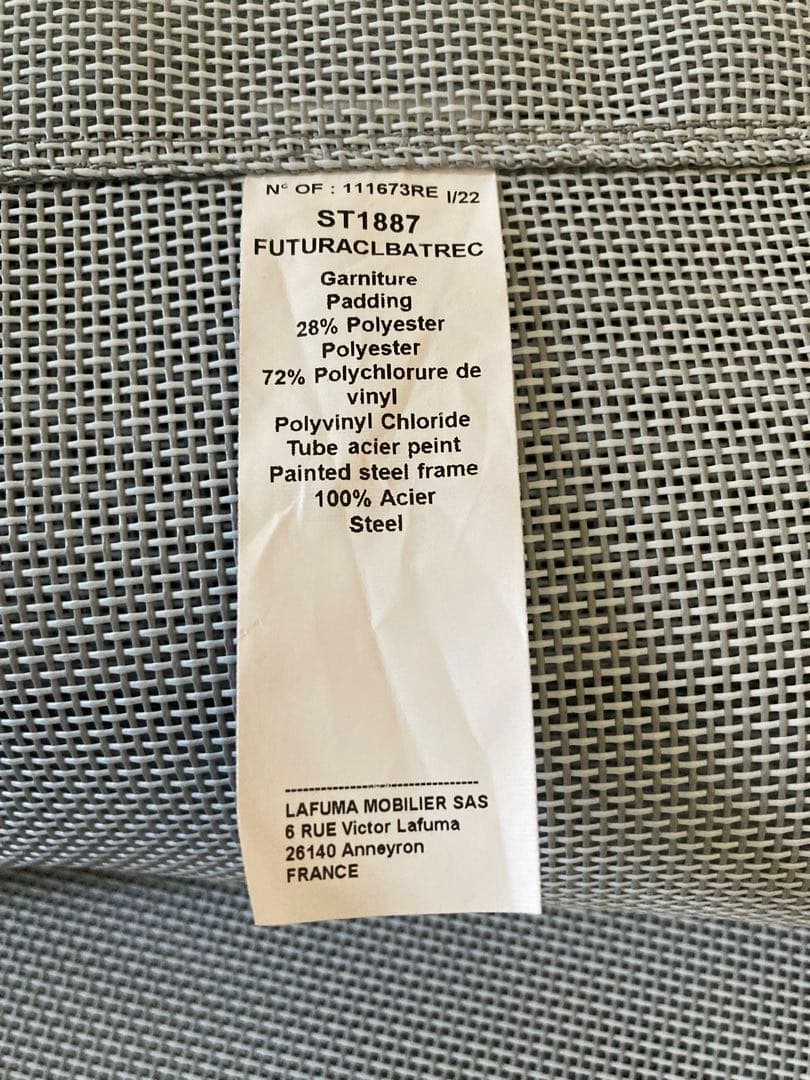 N° OF : 111673RE I/22
ST1887
FUTURACLBATREC
Garniture
Padding
28% Polyester
Polyester
72% Polychlorure de
vinyl
Polyvinyl Chloride
Tube acier peint
Painted steel frame
100% Acier
Steel
LAFUMA MOBILIER SAS
6 RUE Victor Lafuma
26140 Anneyron
FRANCE